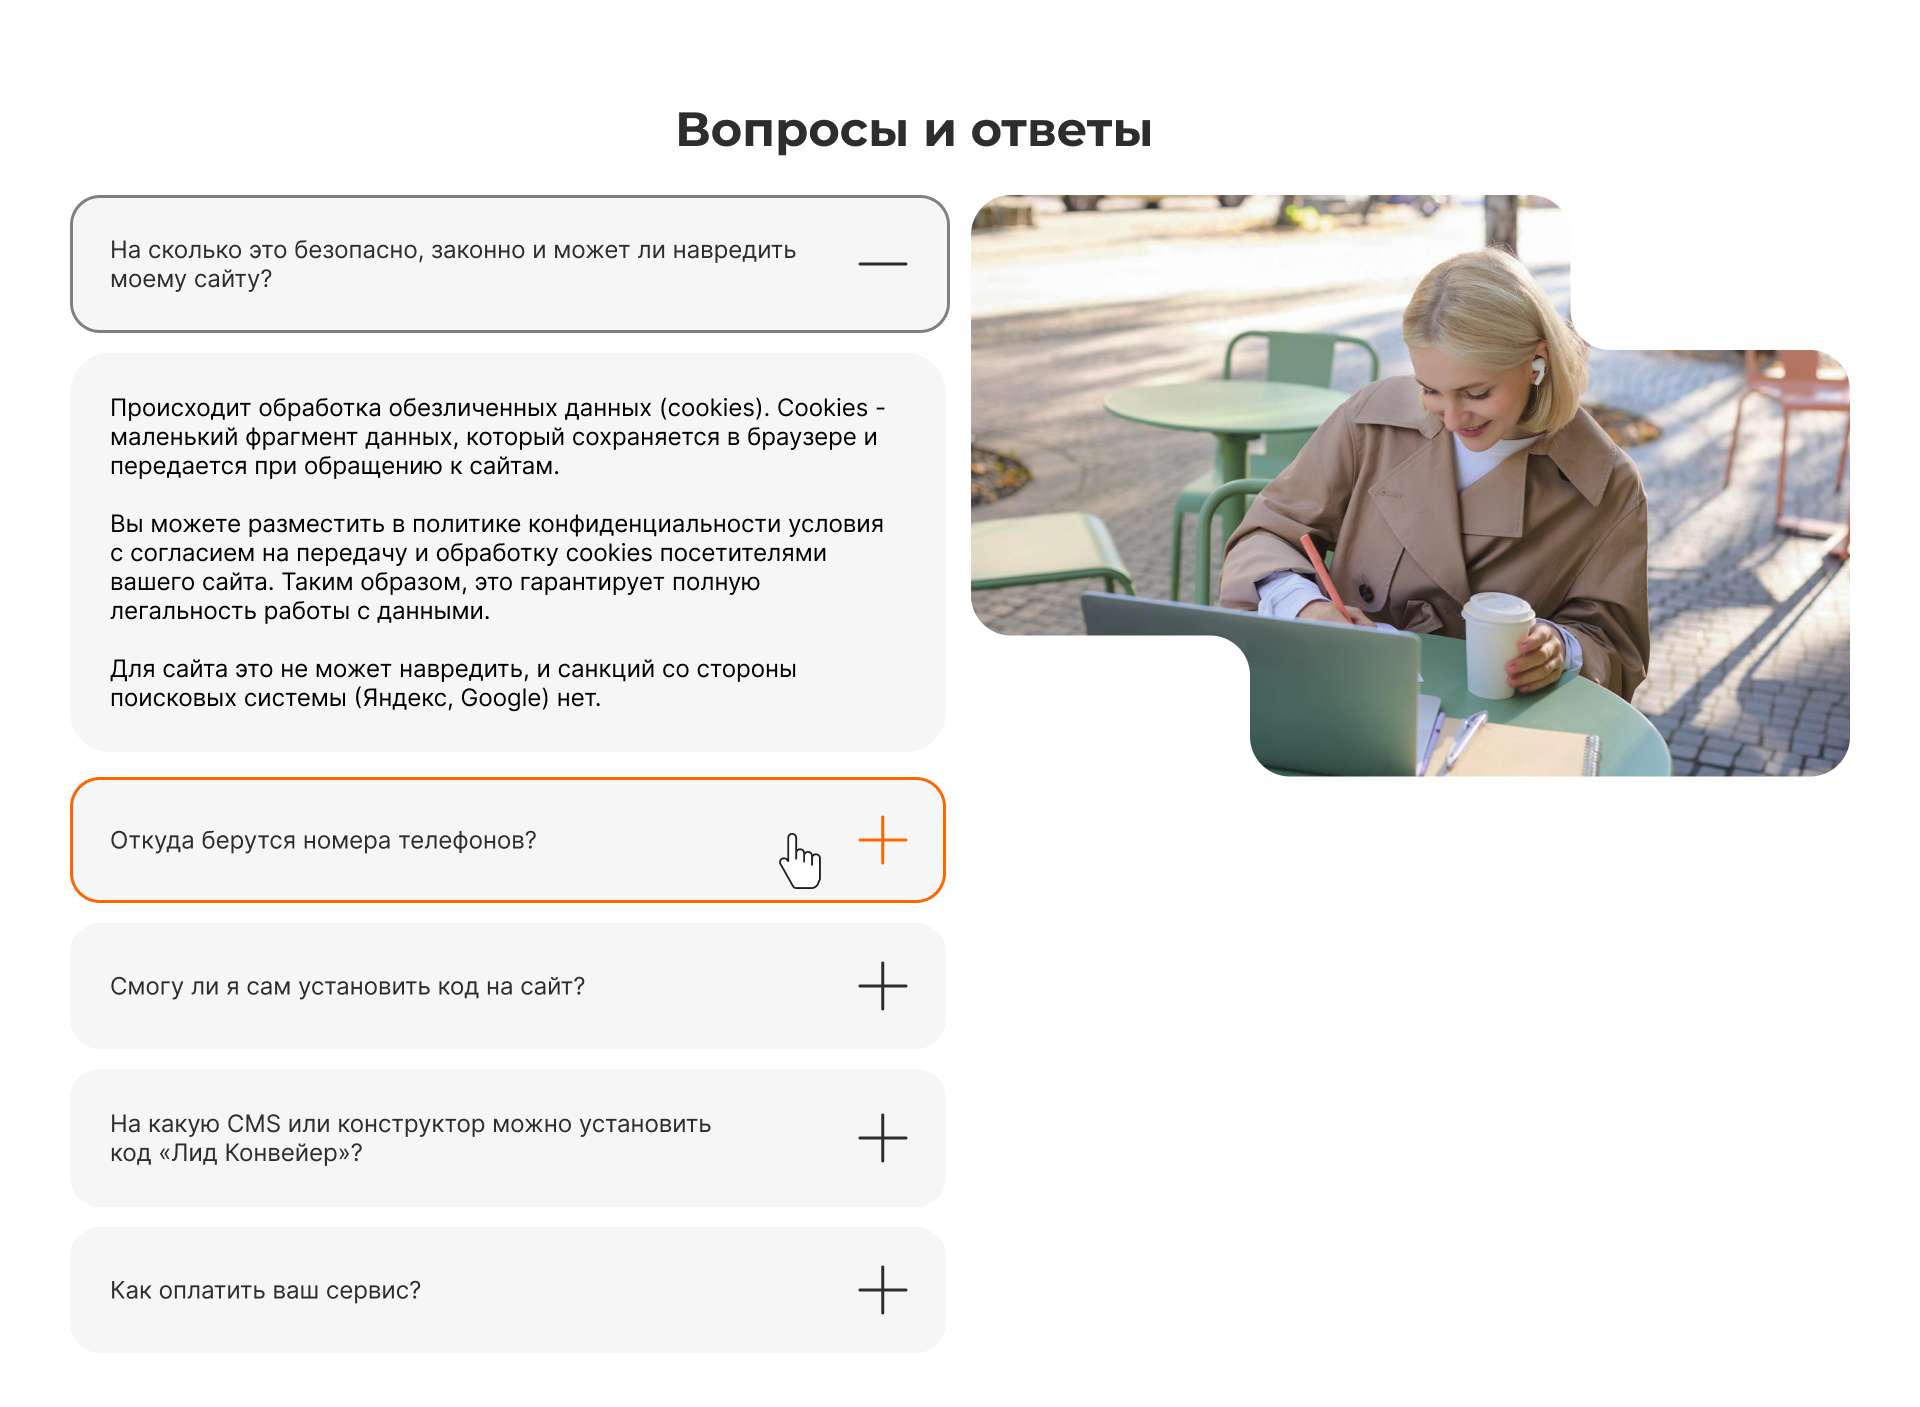 Вопросы и ответы
На сколько это безопасно, законно и может ли навредить
моему сайту?
Происходит обработка обезличенных данных (cookies). Cookies -
маленький фрагмент данных, который сохраняется в браузере и
передается при обращению к сайтам.
Вы можете разместить в политике конфиденциальности условия
с согласием на передачу и обработку cookies посетителями
вашего сайта. Таким образом, это гарантирует полную
легальность работы с данными.
Для сайта это не может навредить, и санкций со стороны
поисковых системы (Яндекс, Google) нет.
Откуда берутся номера телефонов?
Смогу ли я сам установить код на сайт?
На какую CMS или конструктор можно установить
код «Лид Конвейер»?
Как оплатить ваш сервис?